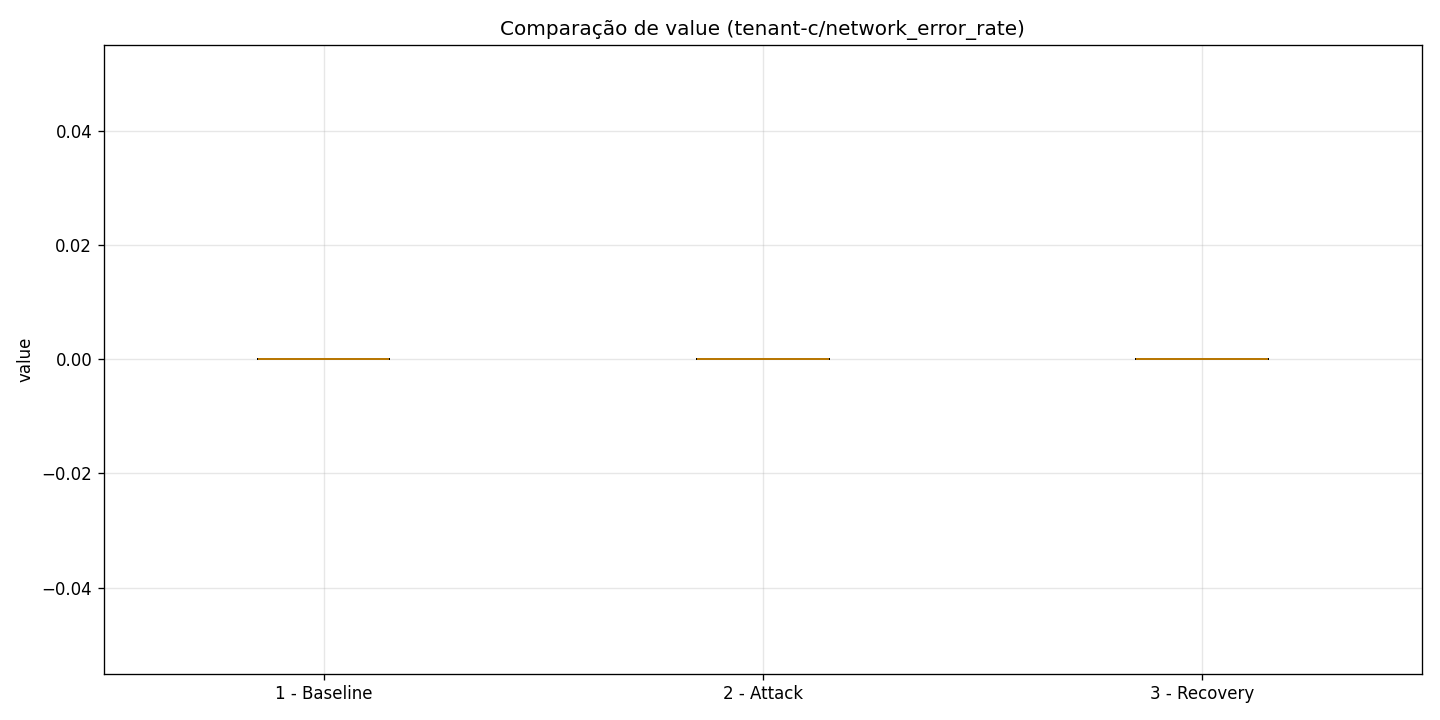 Comparação de value (tenant-c/network_error_rate)
value
0.04
0.02
0.00
−0.02
−0.04
1 - Baseline
2 - Attack
3 - Recovery